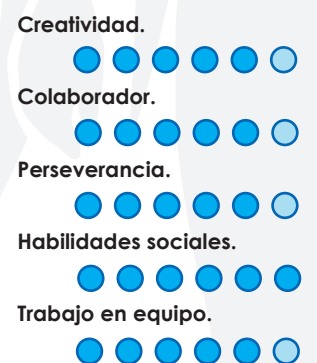 Creatividad.
Colaborador.
Perseverancia.
Habilidades sociales.
Trabajo en equipo.